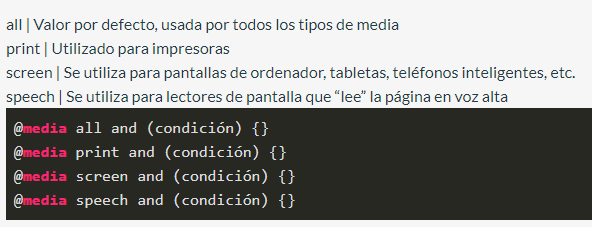 all | Valor por defecto, usada por todos los tipos de media
print | Utilizado para impresoras
screen | Se utiliza para pantallas de ordenador, tabletas, teléfonos inteligentes, etc.
speech | Se utiliza para lectores de pantalla que “lee” la página en voz alta
@media all and (condición) {}
@media print and (condición) {}
@media screen and (condición) {}
@media speech and (condición) {}